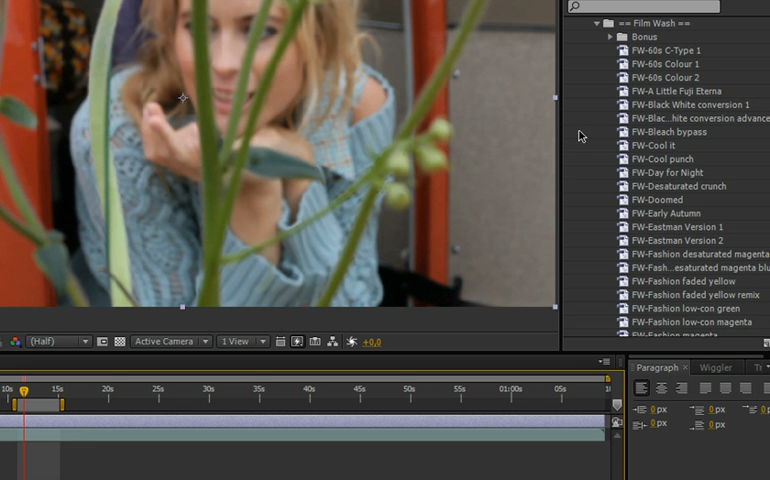 == Film Wash ==
Bonus
FW-60s C-Type 1
FW-60s Colour 1
FW-60s Colour 2
FW-A Little Fuji Eterna
FW-Black White conversion 1
FW-Blac...hite conversion advance
FW-Bleach bypass
FW-Cool it
FW-Cool punch
FW-Day for Night
FW-Desaturated crunch
FW-Doomed
FW-Early Autumn
FW-Eastman Version 1
FW-Eastman Version 2
FW-Fashion desaturated magenta
FW-Fash...esaturated magenta blu
FW-Fashion faded yellow
FW-Fashion faded yellow remix
FW-Fashion low-con green
FW-Fashion low-con magenta
FW-Fashion magenta
(Half) Active Camera 1 View +0,0
10s 15s 20s 25s 30s 35s 40s 45s 50s 55s 01:00s 05s 1
Paragraph × Wiggler
0 px 0 px 0 px
0 px 0 px